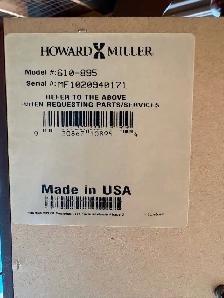 HOWARD MILLER
Model #: 610-895
Serial #: MF1020940171
REFER TO THE ABOVE
WHEN REQUESTING PARTS/SERVICES
Made in USA